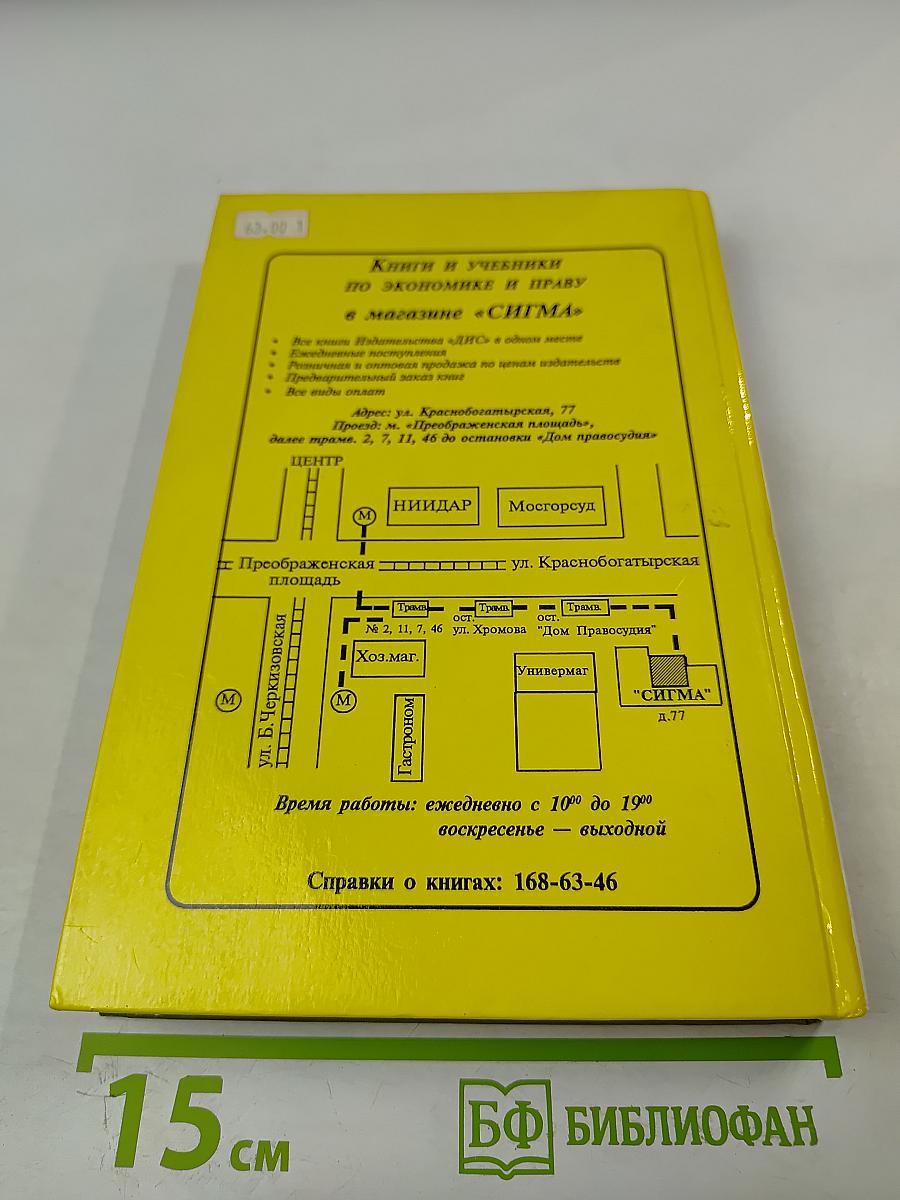 63.00 1
Книги и учебники
по экономике и праву
в магазине «СИГМА»
• Все книги Издательства «ДИС» в одном месте
• Ежедневные поступления
• Розничная и оптовая продажа по ценам издательств
• Предварительный заказ книг
• Все виды оплат
Адрес: ул. Краснобогатырская, 77
Проезд: м. «Преображенская площадь»,
далее трамв. 2, 7, 11, 46 до остановки «Дом правосудия»
ЦЕНТР
М
НИИДАР
Мосгорсуд
Преображенская
площадь
ул. Краснобогатырская
Трамв.
№ 2, 11, 7, 46
Трамв.
ост.
ул. Хромова
Трамв.
ост.
"Дом Правосудия"
ул. Б.Черкизовская
Хоз.маг.
Универмаг
М
М
Гастроном
"СИГМА"
д.77
Время работы: ежедневно с 10⁰⁰ до 19⁰⁰
воскресенье — выходной
Справки о книгах: 168-63-46
15 см
БФ БИБЛИОФАН